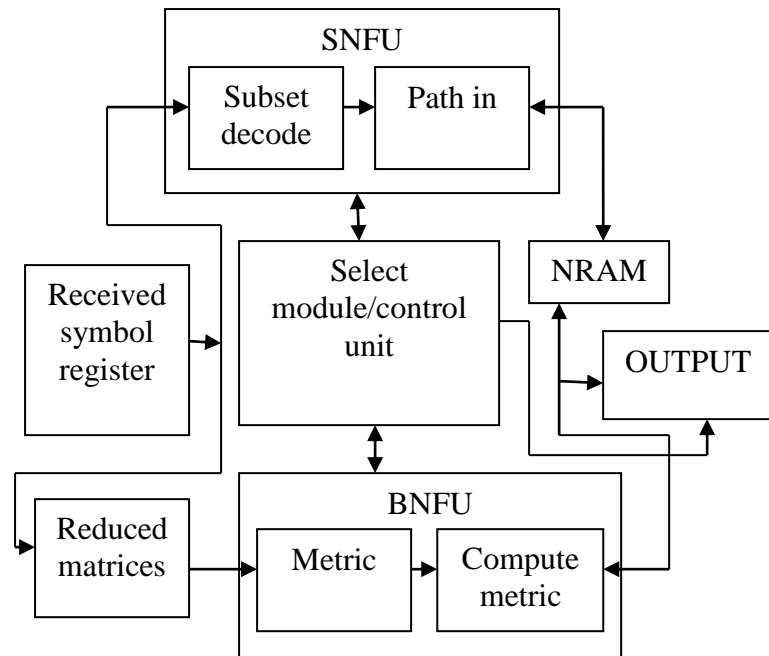 SNFU
Subset
decode
Path in
Select
module/control
unit
NRAM
Received
symbol
register
OUTPUT
BNFU
Reduced
matrices
Metric
Compute
metric